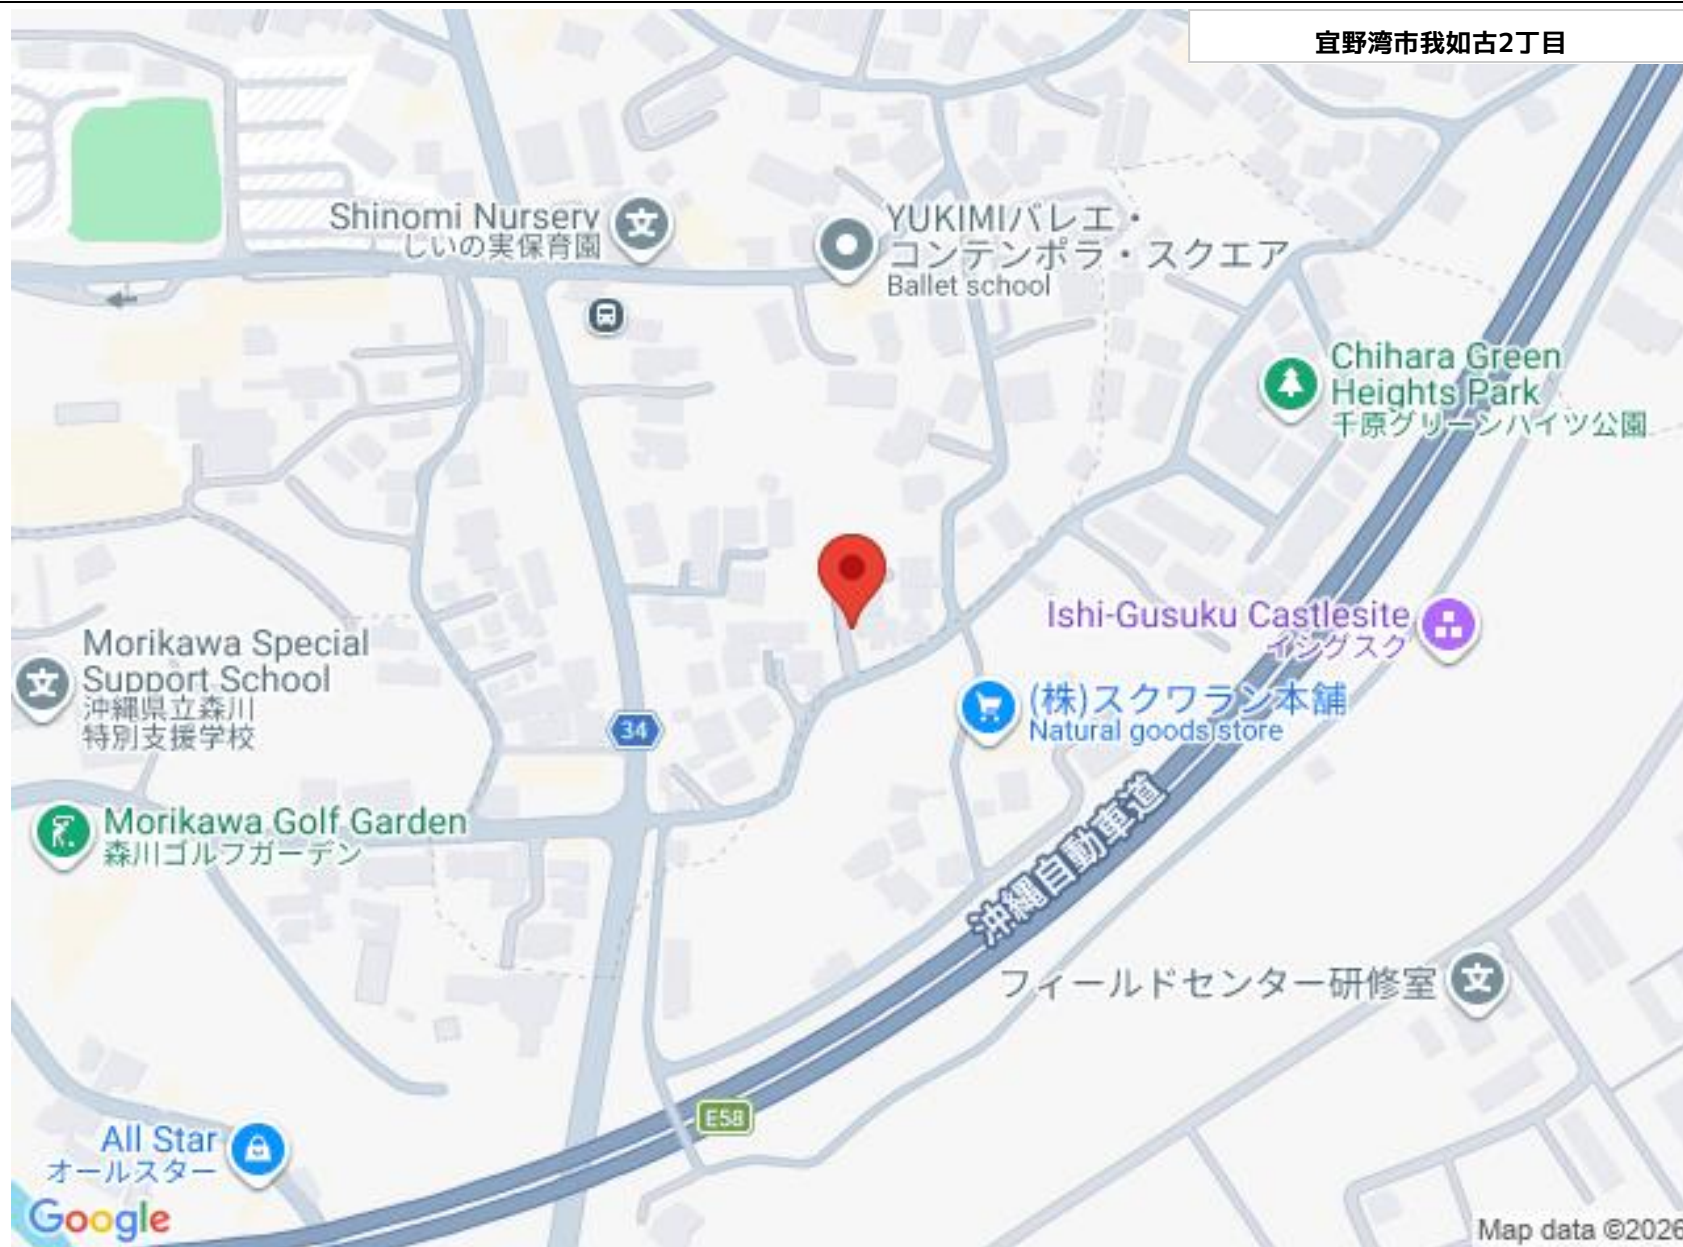 宜野湾市我如古2丁目
Shinomi Nurserv
しいの実保育園
YUKIMIバレエ・
コンテンポラ・スクエア
Ballet school
Chihara Green
Heights Park
千原グリーンハイツ公園
Ishi-Gusuku Castlesite
イシグスク
Morikawa Special
Support School
沖縄県立森川
特別支援学校
(株)スクワラン本舗
Natural goods store
34
Morikawa Golf Garden
森川ゴルフガーデン
沖縄自動車道
フィールドセンター研修室
E58
All Star
オールスター
Google
Map data ©2026